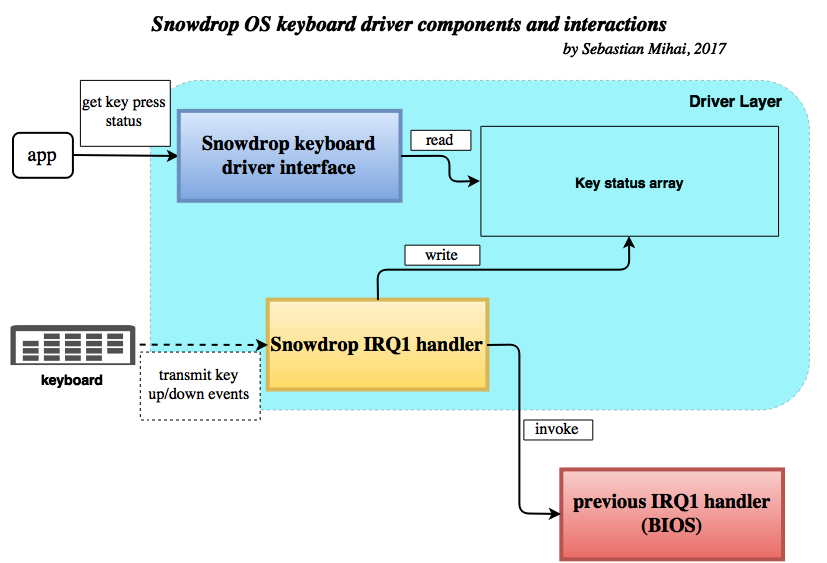 Snowdrop OS keyboard driver components and interactions
by Sebastian Mihai, 2017
Driver Layer
get key press
status
app
Snowdrop keyboard
driver interface
read
Key status array
write
keyboard
transmit key
up/down events
Snowdrop IRQ1 handler
invoke
previous IRQ1 handler
(BIOS)